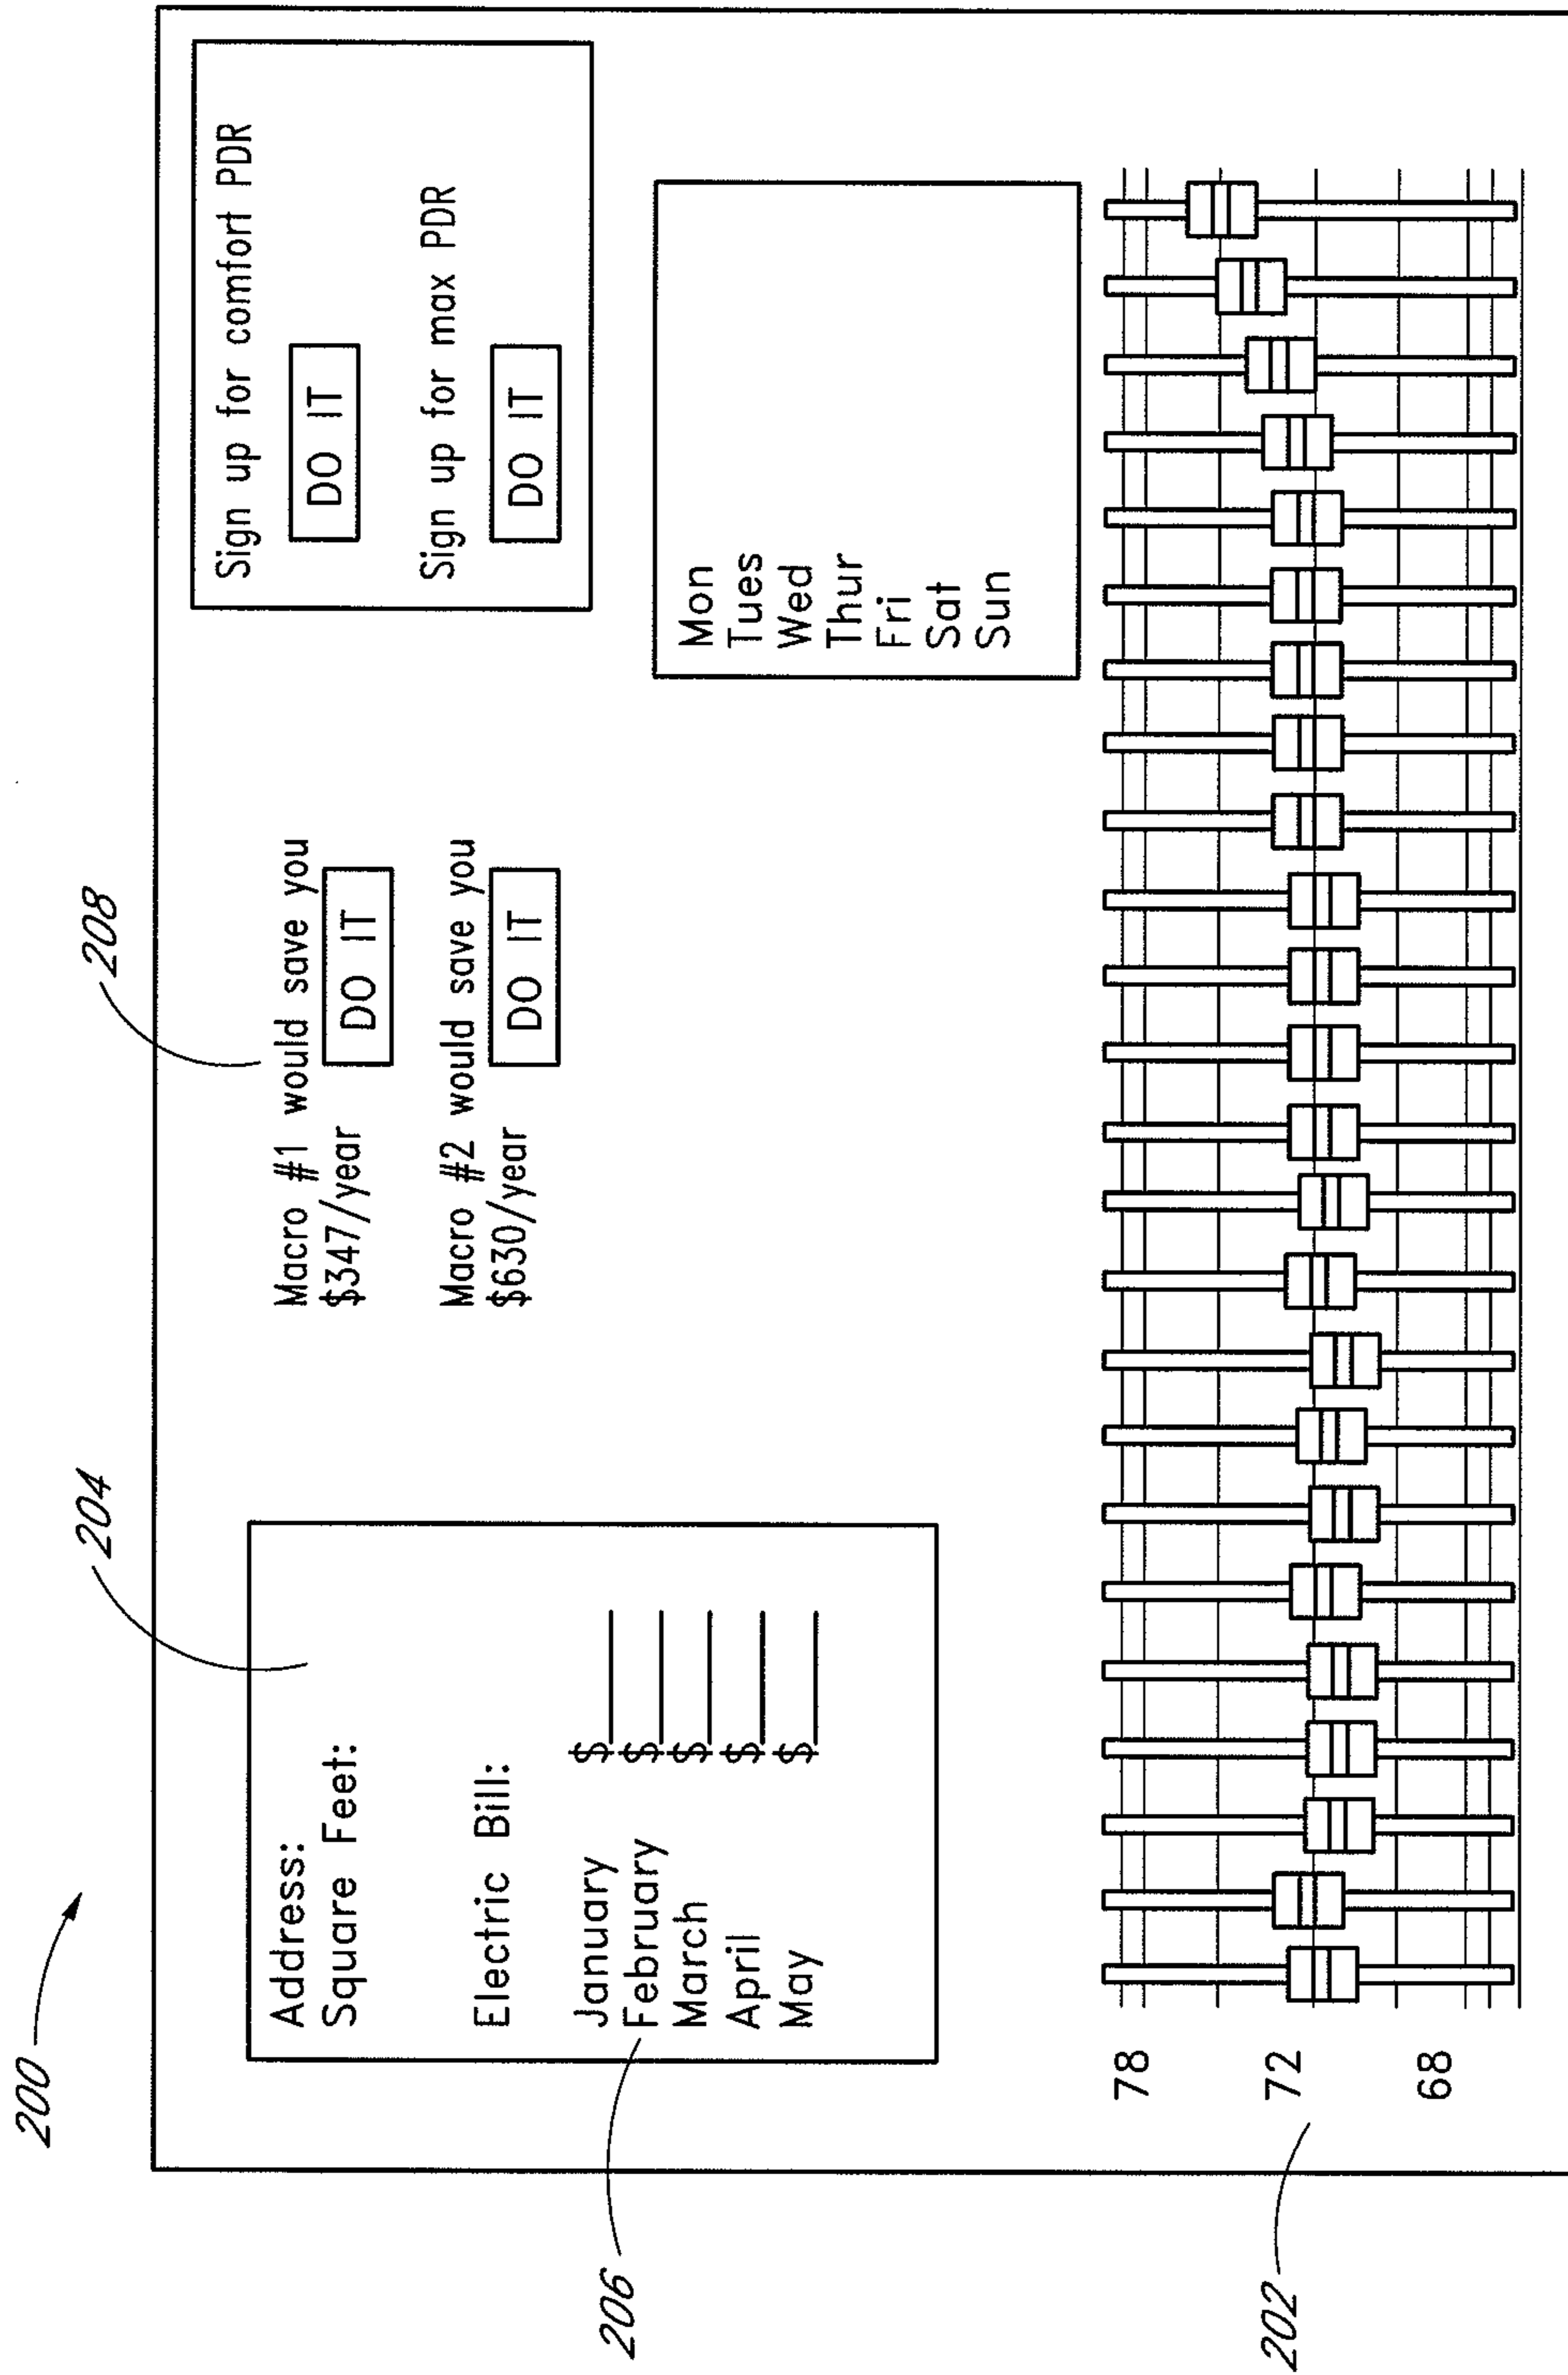 200
204
208
Address:
Square Feet:
Electric Bill:
January $
February $
March $
April $
May $
206
Macro #1 would save you
$347/year DO IT
Macro #2 would save you
$630/year DO IT
Sign up for comfort PDR
DO IT
Sign up for max PDR
DO IT
Mon
Tues
Wed
Thur
Fri
Sat
Sun
78
72
68
202